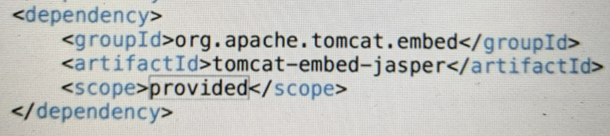 <dependency>
<groupId>org.apache.tomcat.embed</groupId>
<artifactId>tomcat-embed-jasper</artifactId>
<scope>provided</scope>
</dependency>